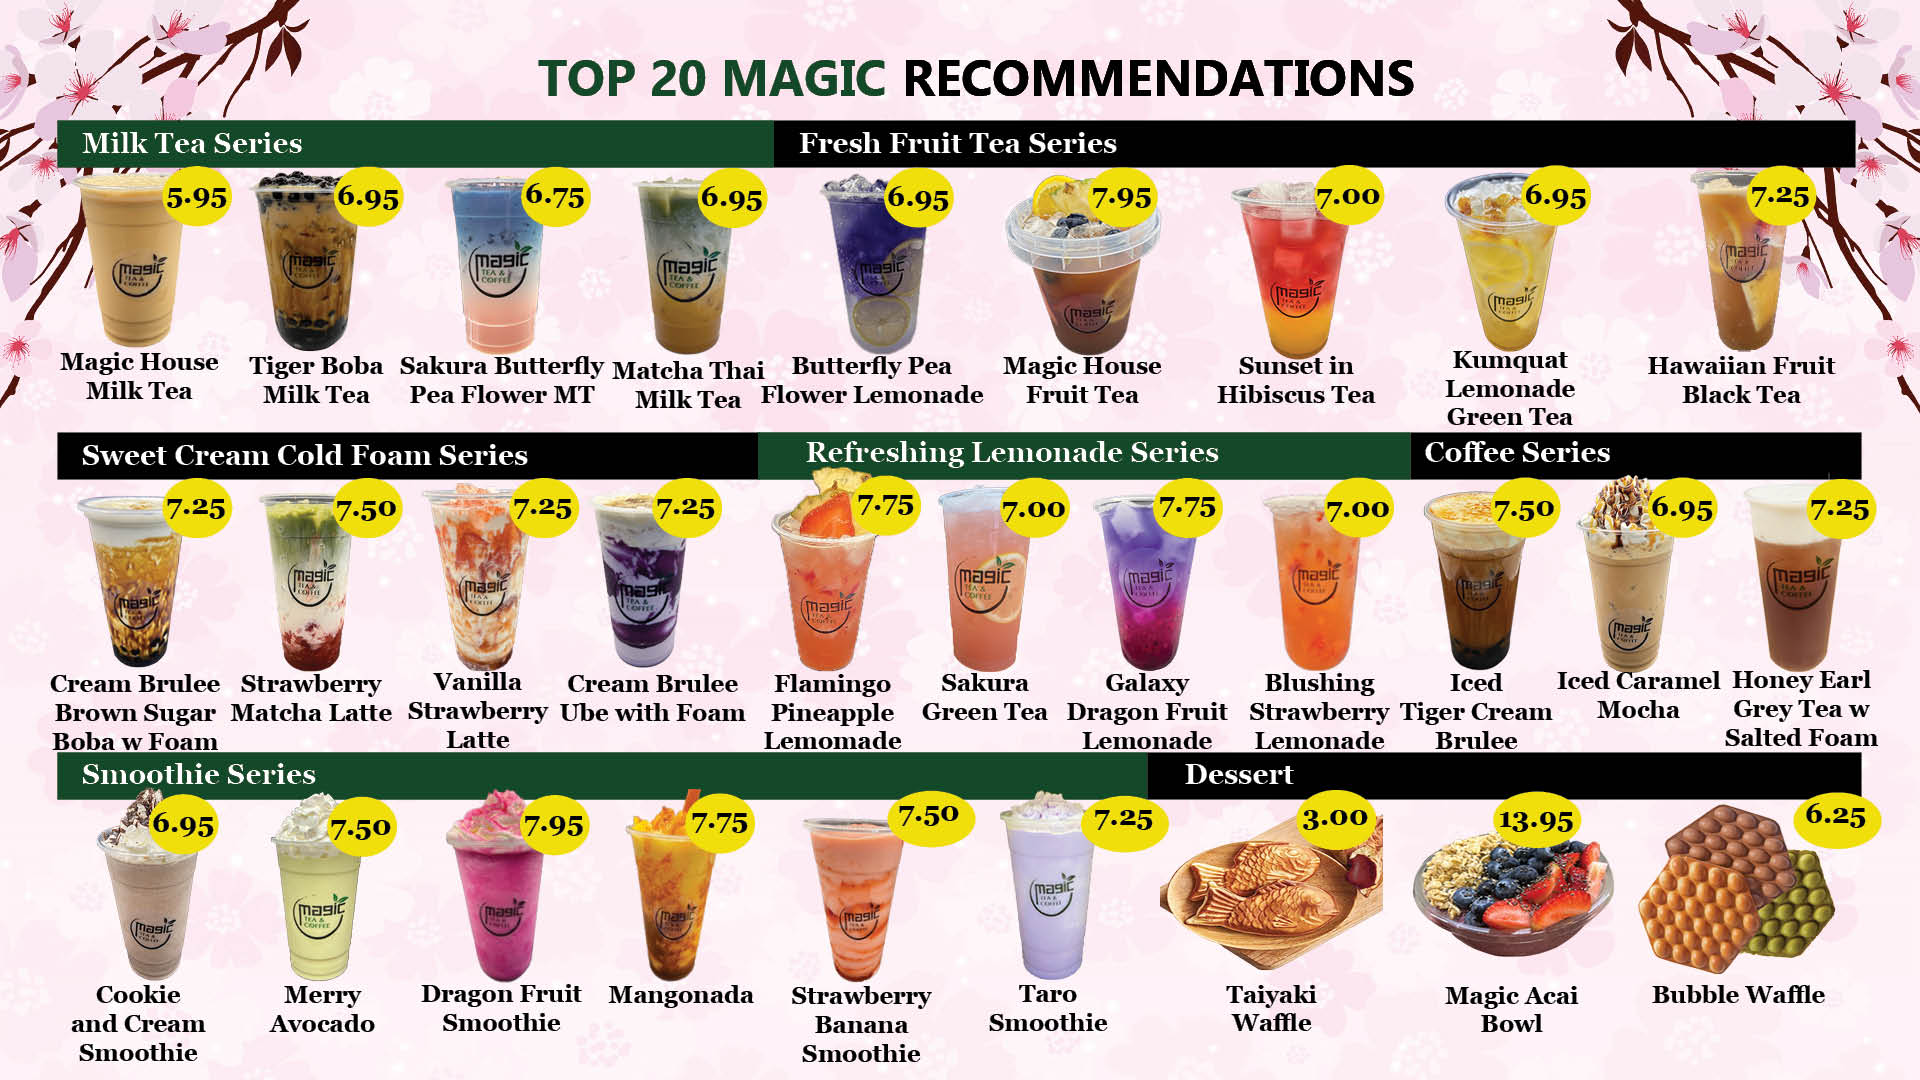 TOP 20 MAGIC RECOMMENDATIONS
Milk Tea Series
Fresh Fruit Tea Series
5.95
6.95
6.75
6.95
6.95
7.95
7.00
6.95
7.25
magic
TEA &
COFFEE
Magic House
Milk Tea
Tiger Boba
Milk Tea
Sakura Butterfly
Pea Flower MT
Matcha Thai
Milk Tea
Butterfly Pea
Flower Lemonade
Magic House
Fruit Tea
Sunset in
Hibiscus Tea
Kumquat
Lemonade
Green Tea
Hawaiian Fruit
Black Tea
Sweet Cream Cold Foam Series
Refreshing Lemonade Series
Coffee Series
7.25
7.50
7.25
7.25
7.75
7.00
7.75
7.00
7.50
6.95
7.25
Cream Brulee
Brown Sugar
Boba w Foam
Strawberry
Matcha Latte
Vanilla
Strawberry
Latte
Cream Brulee
Ube with Foam
Flamingo
Pineapple
Lemomade
Sakura
Green Tea
Galaxy
Dragon Fruit
Lemonade
Blushing
Strawberry
Lemonade
Iced
Tiger Cream
Brulee
Iced Caramel
Mocha
Honey Earl
Grey Tea w
Salted Foam
Smoothie Series
Dessert
6.95
7.50
7.95
7.75
7.50
7.25
3.00
13.95
6.25
Cookie
and Cream
Smoothie
Merry
Avocado
Dragon Fruit
Smoothie
Mangonada
Strawberry
Banana
Smoothie
Taro
Smoothie
Taiyaki
Waffle
Magic Acai
Bowl
Bubble Waffle